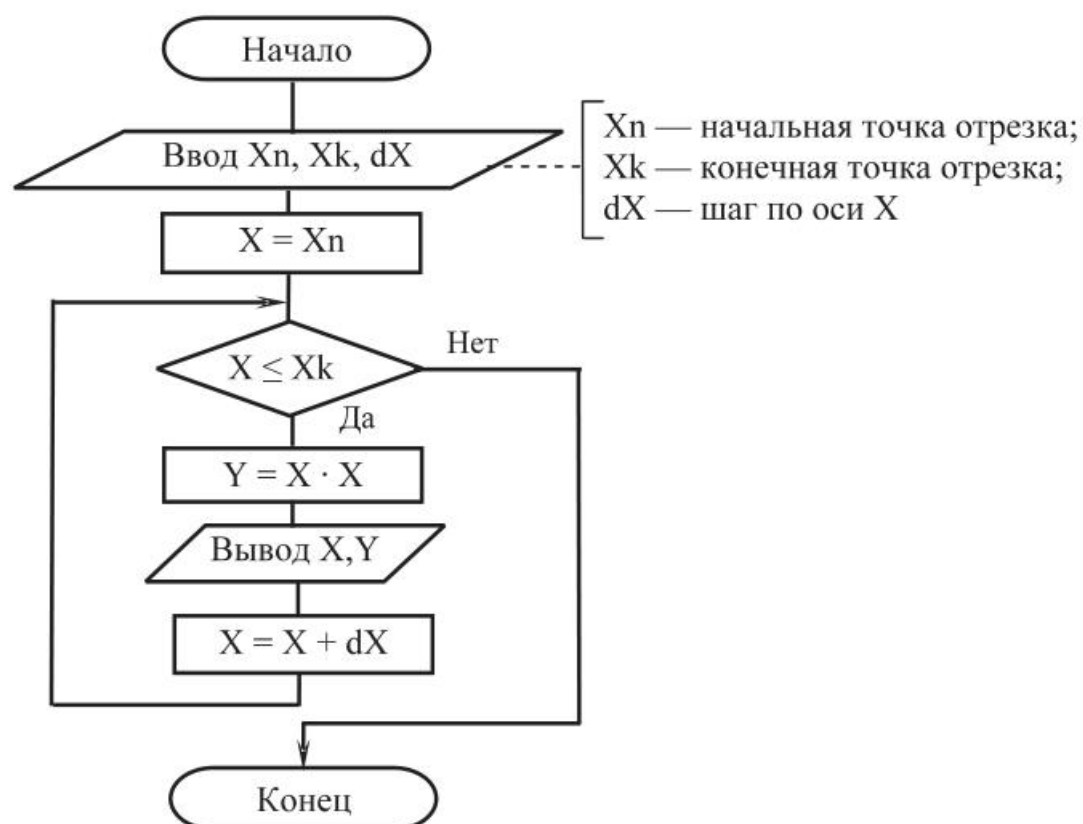 Начало
Ввод Xn, Xk, dX
Xn — начальная точка отрезка;
Xk — конечная точка отрезка;
dX — шаг по оси X
X = Xn
X ≤ Xk
Нет
Да
Y = X · X
Вывод X,Y
X = X + dX
Конец